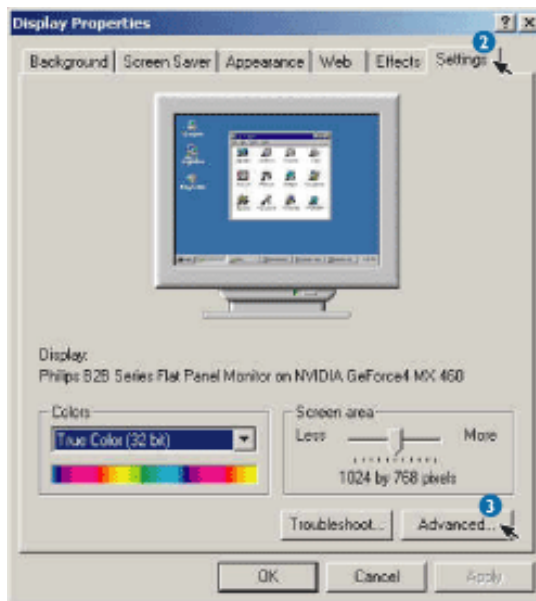 Display Properties
? ×
2
Background Screen Saver Appearance Web Effects Settings
Display:
Philips B2B Series Flat Panel Monitor on NVIDIA GeForce4 MX 460
Colors
Screen area
True Color (32 bit)
Less More
1024 by 768 pixels
3
Troubleshoot... Advanced...
OK Cancel Apply